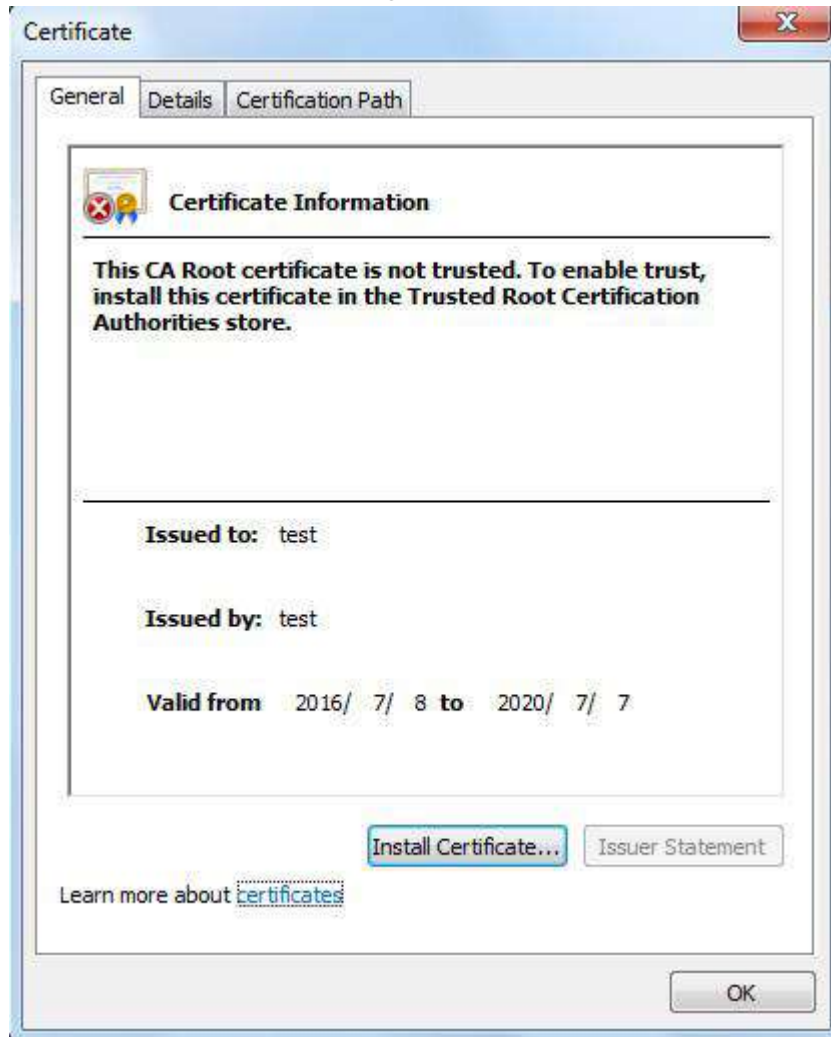 Certificate
General Details Certification Path
Certificate Information
This CA Root certificate is not trusted. To enable trust,
install this certificate in the Trusted Root Certification
Authorities store.
Issued to: test
Issued by: test
Valid from 2016/ 7/ 8 to 2020/ 7/ 7
Install Certificate... Issuer Statement
Learn more about certificates
OK